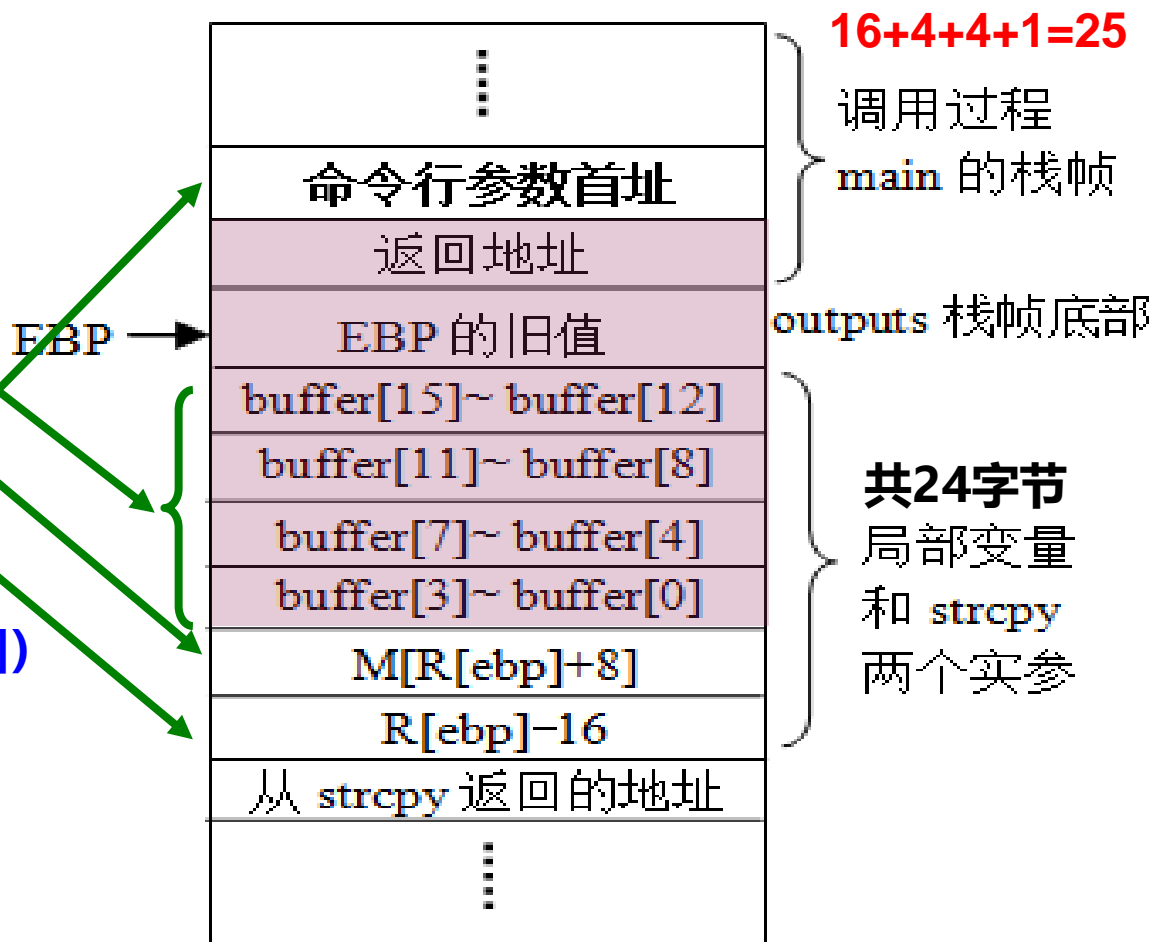 16+4+4+1=25
调用过程
main 的栈帧
命令行参数首址
返回地址
EBP
EBP 的旧值
outputs 栈帧底部
buffer[15]~ buffer[12]
buffer[11]~ buffer[8]
buffer[7]~ buffer[4]
buffer[3]~ buffer[0]
共24字节
局部变量
和 strcpy
两个实参
])
M[R[ebp]+8]
R[ebp]−16
从 strcpy 返回的地址